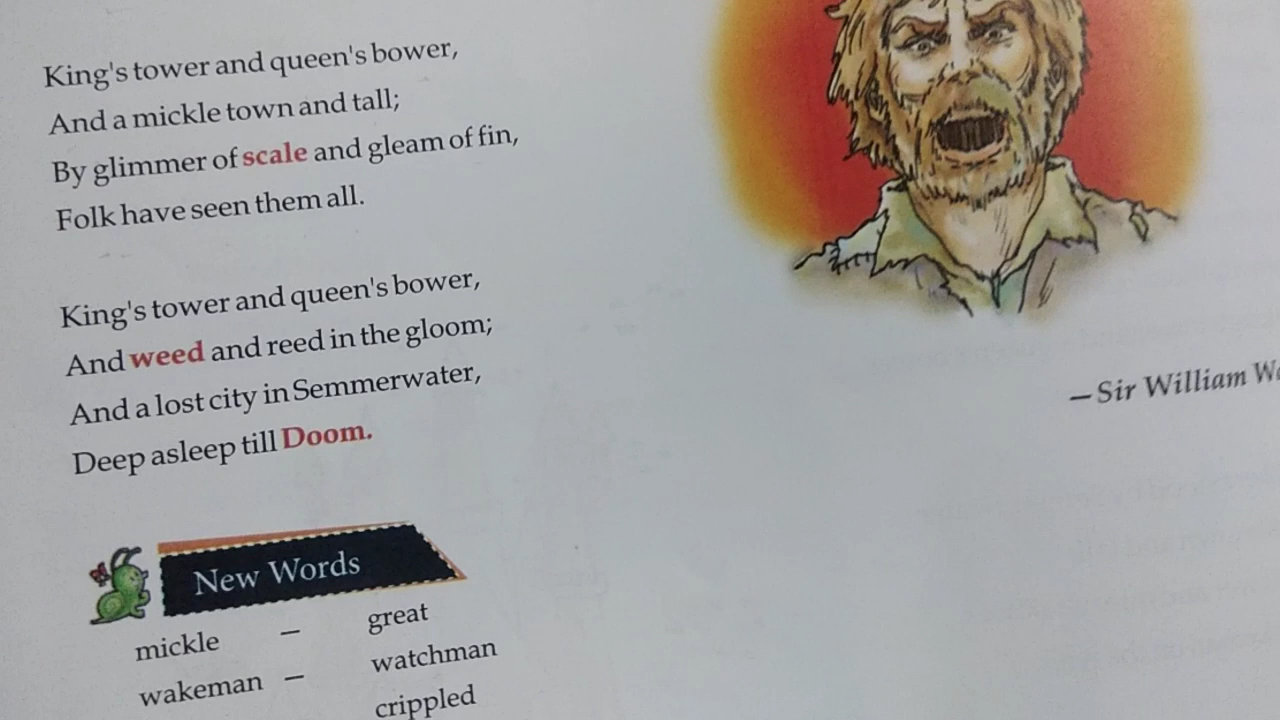 King's tower and queen's bower,
And a mickle town and tall;
By glimmer of scale and gleam of fin,
Folk have seen them all.
King's tower and queen's bower,
And weed and reed in the gloom;
And a lost city in Semmerwater,
Deep asleep till Doom.
—Sir William
New Words
mickle – great
wakeman – watchman
crippled